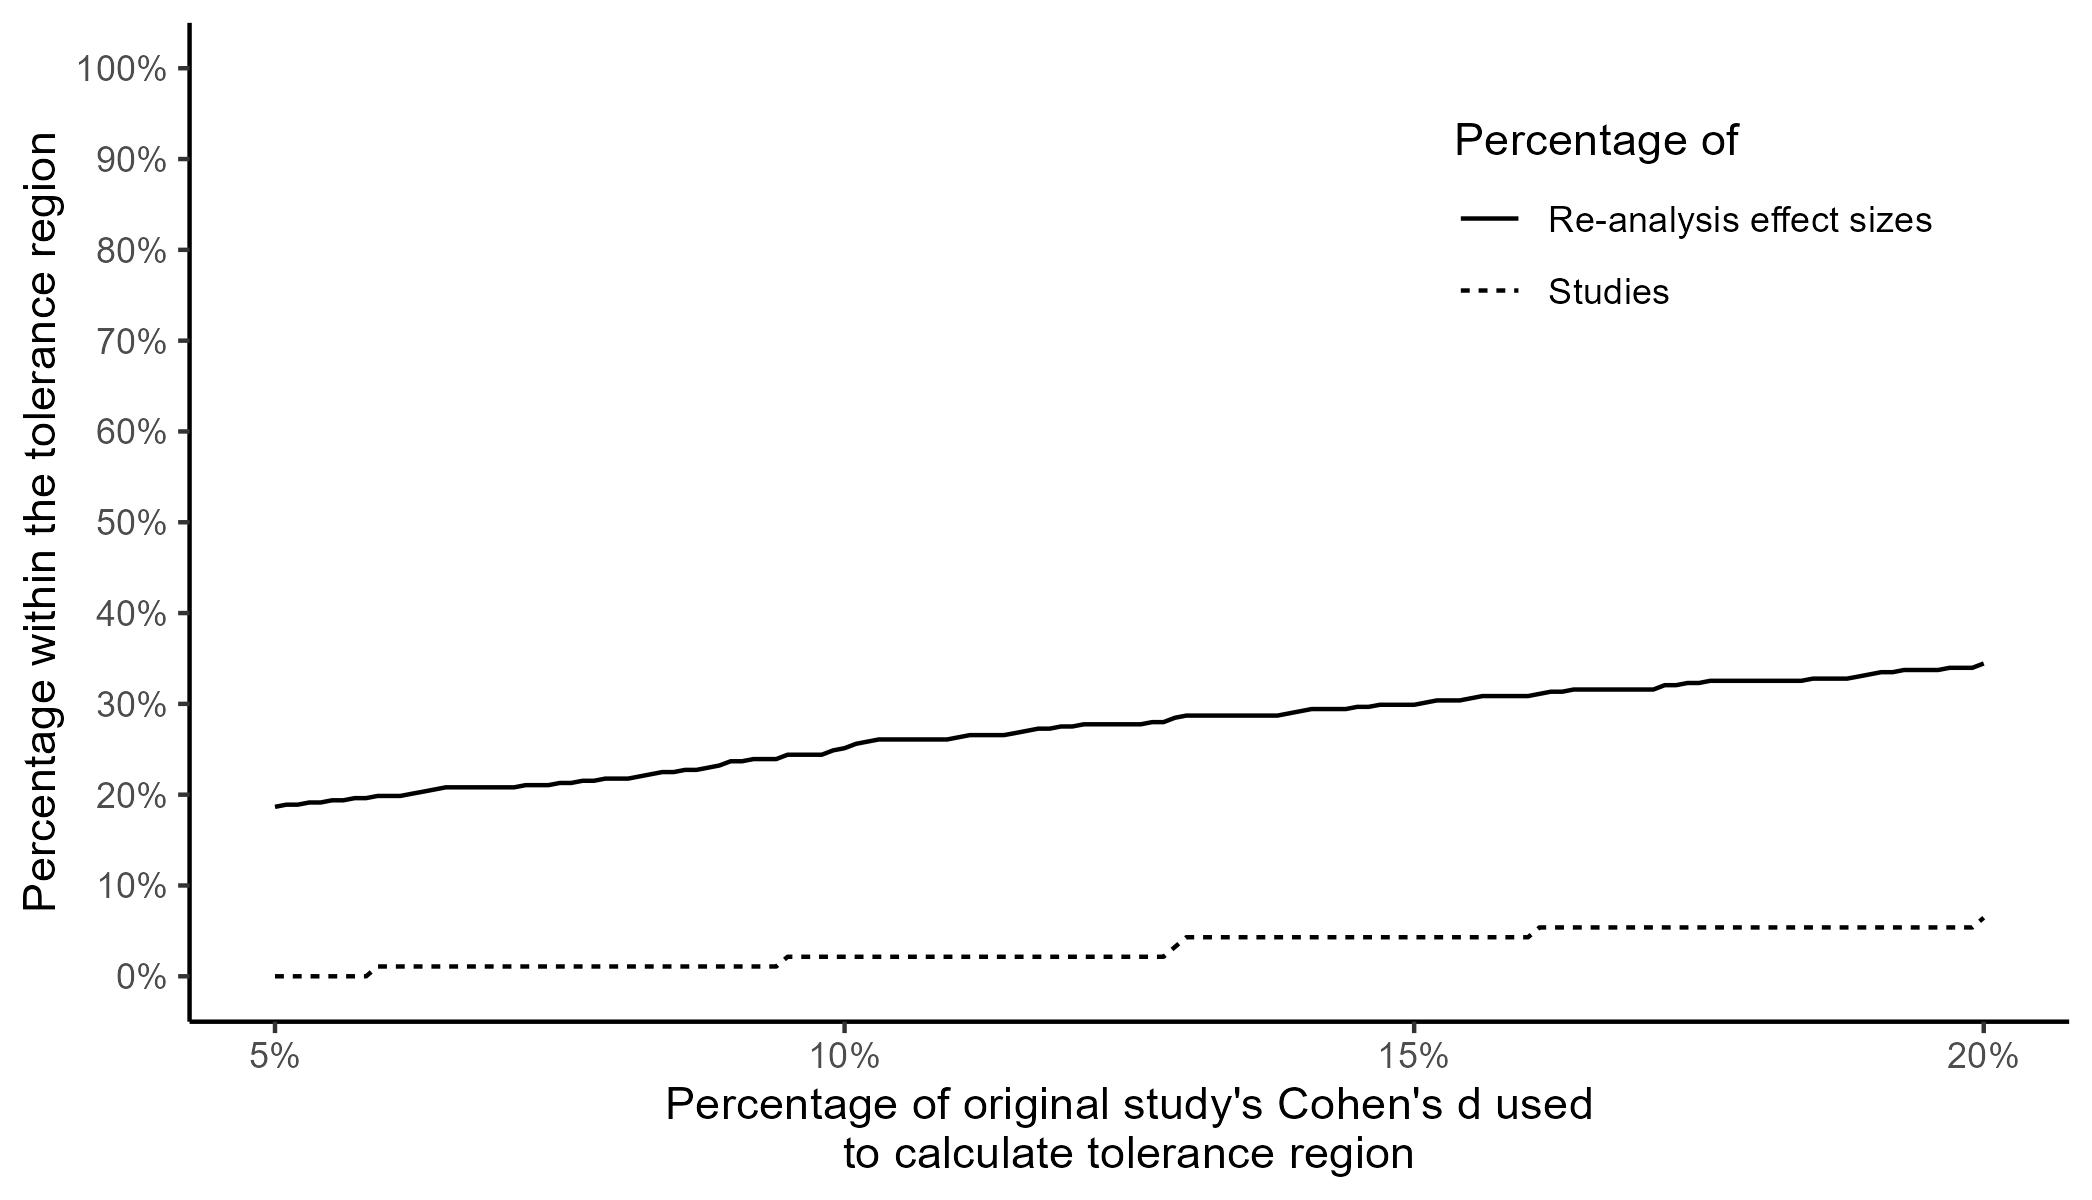 Percentage within the tolerance region
100%
90%
80%
70%
60%
50%
40%
30%
20%
10%
0%
Percentage of
Re-analysis effect sizes
Studies
5%
10%
15%
20%
Percentage of original study's Cohen's d used
to calculate tolerance region